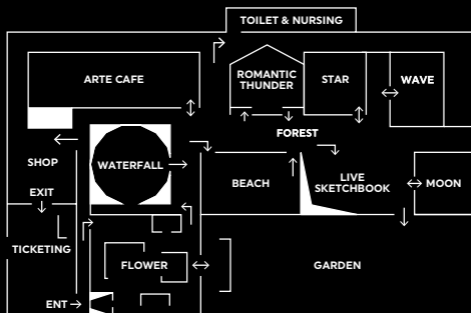 TOILET & NURSING
ARTE CAFE
ROMANTIC
THUNDER
STAR
WAVE
FOREST
SHOP
WATERFALL
BEACH
LIVE
SKETCHBOOK
MOON
EXIT
TICKETING
FLOWER
GARDEN
ENT